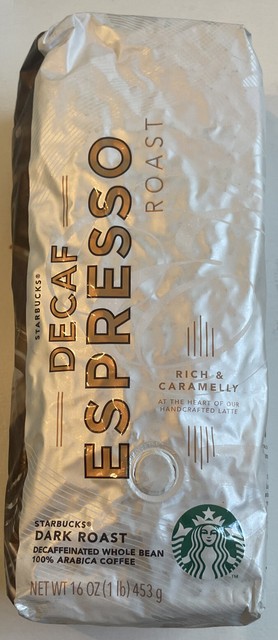 STARBUCKS®
DECAF
ESPRESSO
ROAST
RICH &
CARAMELLY
AT THE HEART OF OUR
HANDCRAFTED LATTE
STARBUCKS®
DARK ROAST
DECAFFEINATED WHOLE BEAN
100% ARABICA COFFEE
NET WT 16 OZ (1 lb) 453 g
TM